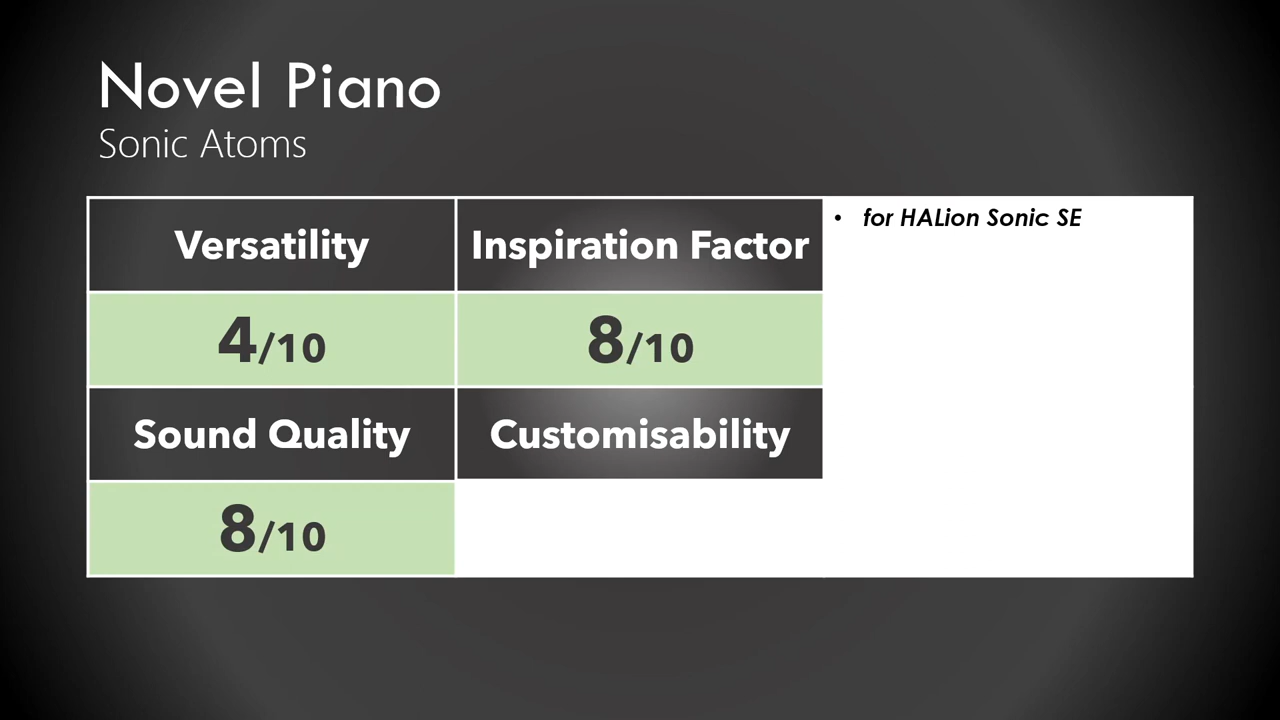 Novel Piano
Sonic Atoms
Versatility
Inspiration Factor
• for HALion Sonic SE
4/10
8/10
Sound Quality
Customisability
8/10